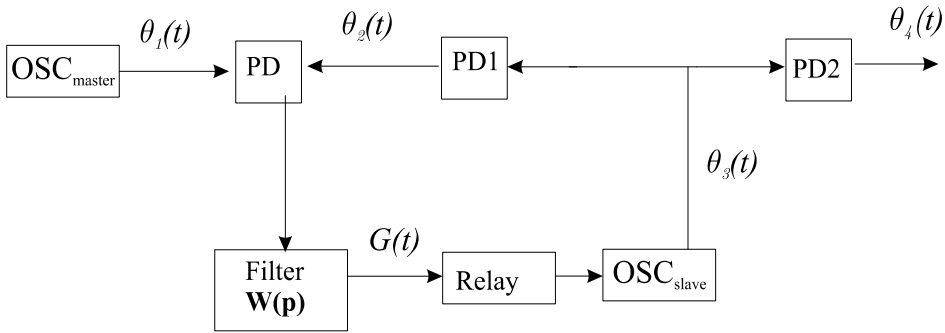 θ₁(t)
θ₂(t)
θ₄(t)
OSCmaster
PD
PD1
PD2
θ₃(t)
G(t)
Filter
W(p)
Relay
OSCslave